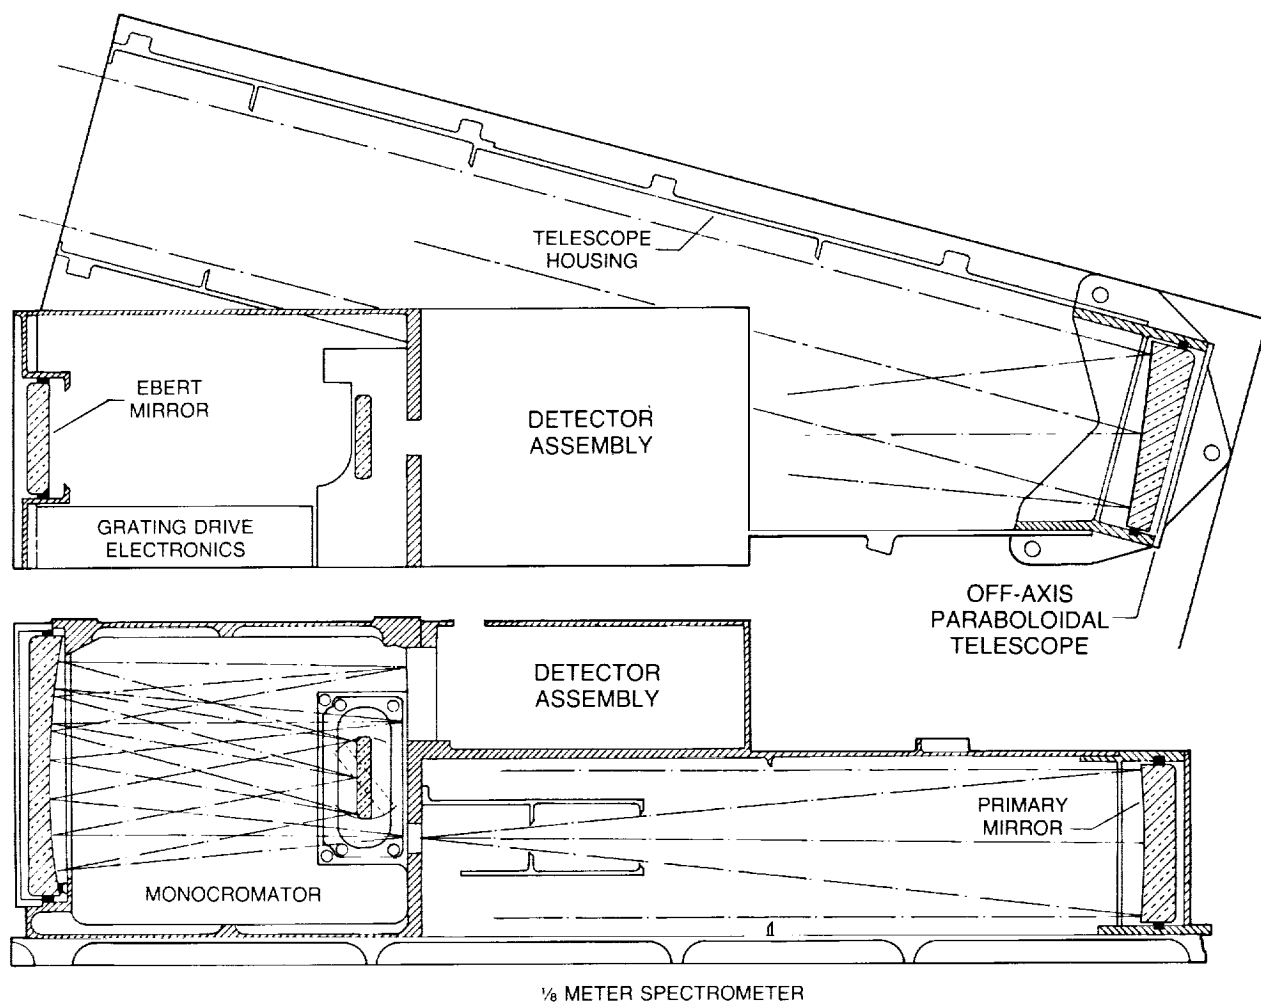 TELESCOPE
HOUSING
EBERT
MIRROR
DETECTOR
ASSEMBLY
GRATING DRIVE
ELECTRONICS
OFF-AXIS
PARABOLOIDAL
TELESCOPE
DETECTOR
ASSEMBLY
PRIMARY
MIRROR
MONOCROMATOR
⅛ METER SPECTROMETER